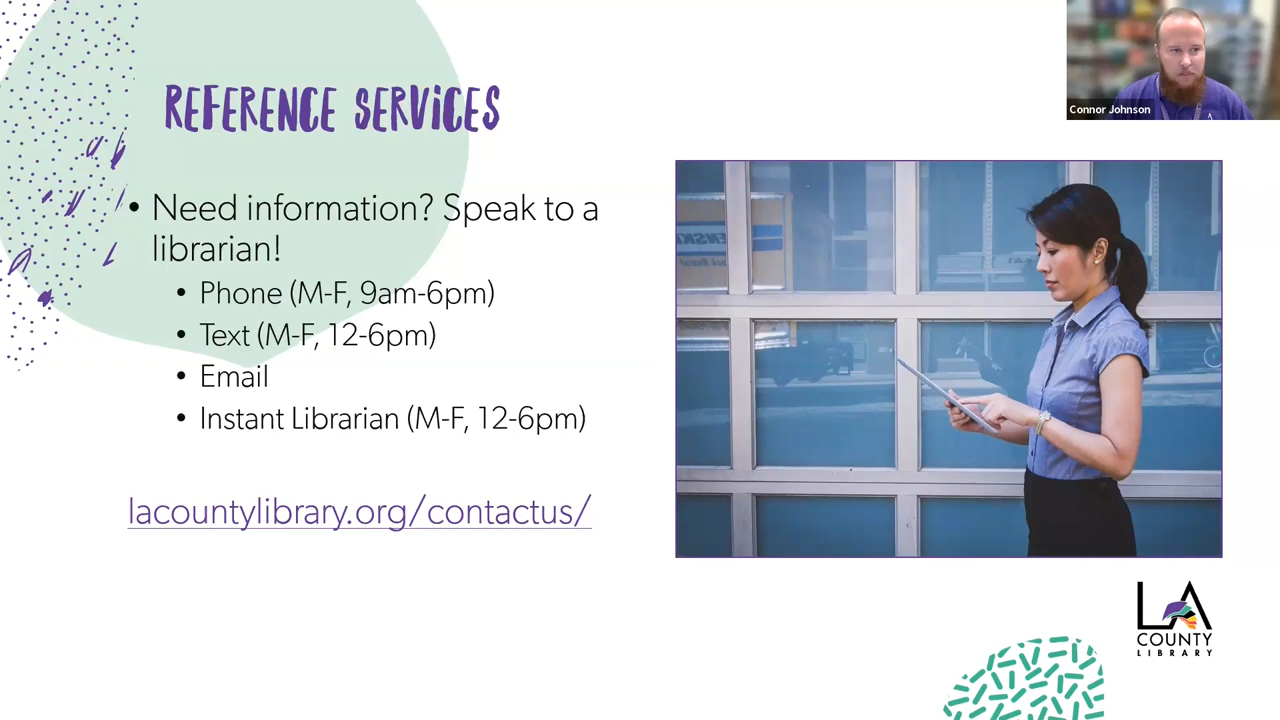 Connor Johnson
REFERENCE SERVICES
• Need information? Speak to a
librarian!
• Phone (M-F, 9am-6pm)
• Text (M-F, 12-6pm)
• Email
• Instant Librarian (M-F, 12-6pm)
lacountylibrary.org/contactus/
LA
COUNTY
LIBRARY